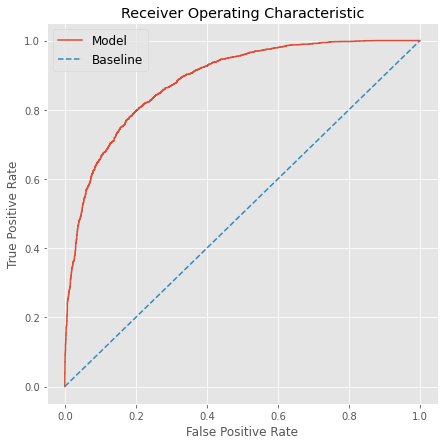 Receiver Operating Characteristic
Model
Baseline
True Positive Rate
1.0
0.8
0.6
0.4
0.2
0.0
0.0 0.2 0.4 0.6 0.8 1.0
False Positive Rate